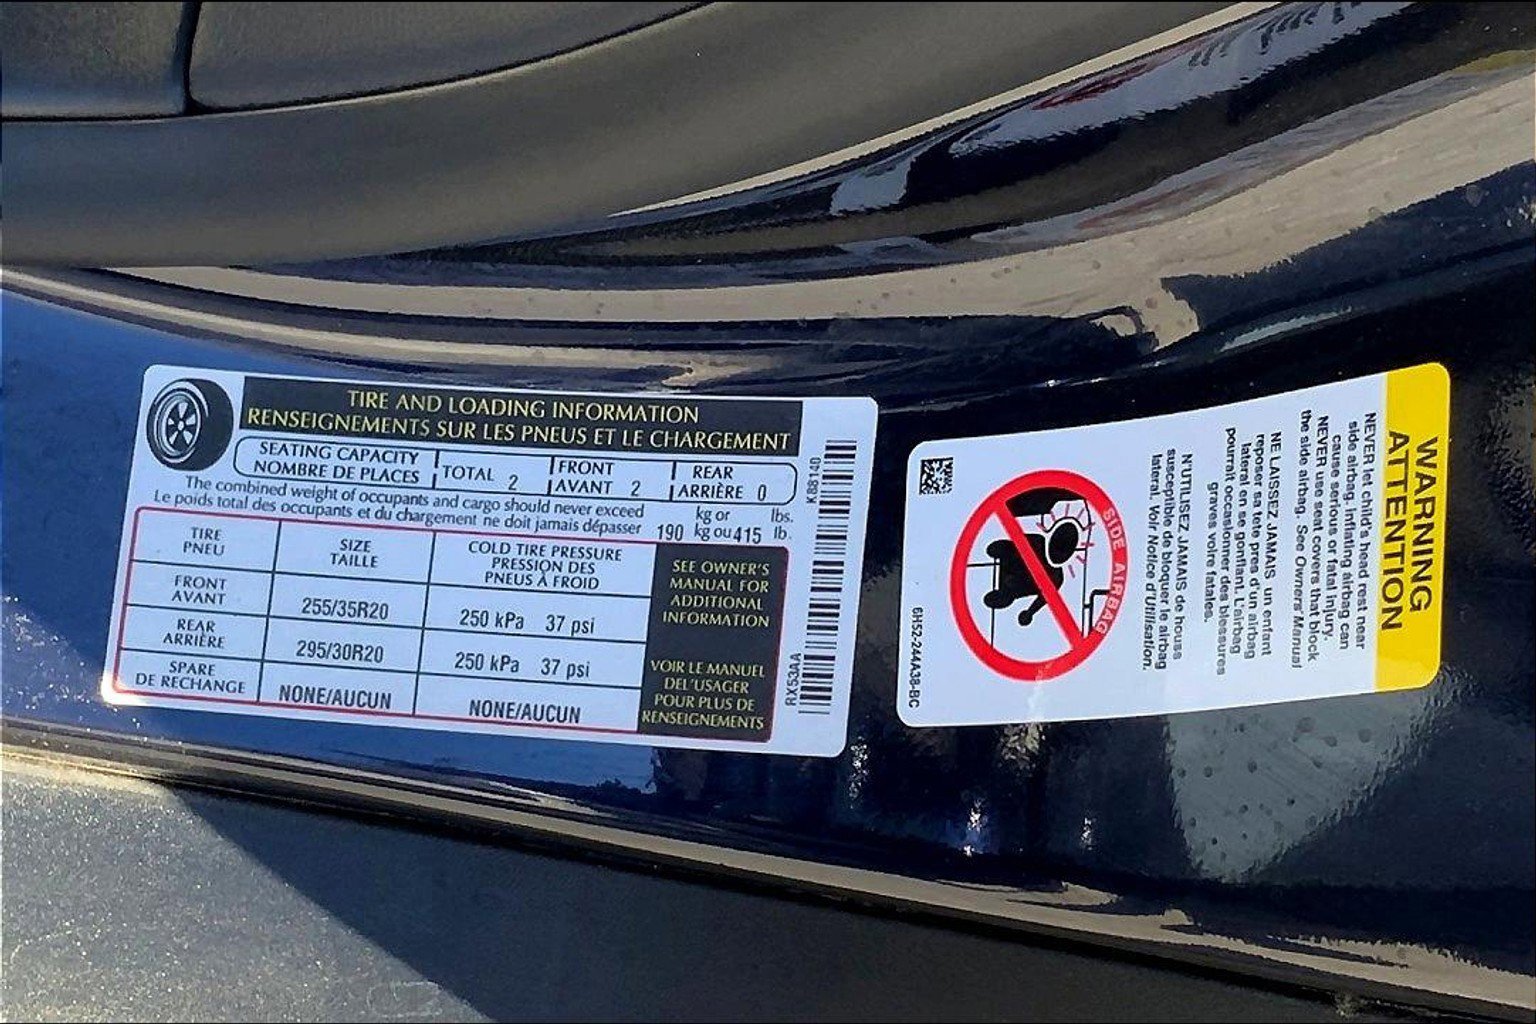 TIRE AND LOADING INFORMATION
RENSEIGNEMENTS SUR LES PNEUS ET LE CHARGEMENT
SEATING CAPACITY
NOMBRE DE PLACES
TOTAL 2
FRONT
AVANT 2
REAR
ARRIÈRE 0
The combined weight of occupants and cargo should never exceed
Le poids total des occupants et du chargement ne doit jamais dépasser
190
kg or
kg ou
415
lbs.
lb.
TIRE
PNEU
SIZE
TAILLE
COLD TIRE PRESSURE
PRESSION DES
PNEUS À FROID
FRONT
AVANT
255/35R20
250 kPa 37 psi
REAR
ARRIÈRE
295/30R20
250 kPa 37 psi
SPARE
DE RECHANGE
NONE/AUCUN
NONE/AUCUN
SEE OWNER'S
MANUAL FOR
ADDITIONAL
INFORMATION
VOIR LE MANUEL
DEL'USAGER
POUR PLUS DE
RENSEIGNEMENTS
K88140
RX53AA
WARNING
ATTENTION
NEVER let child's head rest near
side airbag. Inflating airbag can
cause serious or fatal injury.
NEVER use seat covers that block
the side airbag. See Owners Manual
NE LAISSEZ JAMAIS un enfant
reposer sa tete pres d'un airbag
lateral en se gonflant. L'airbag
pourrait occasionner des blessures
graves voire fatales.
N'UTILISEZ JAMAIS de housse
susceptible de bloquer le airbag
lateral. Voir Notice d'Utilisation.
SIDE AIRBAG
6H52-244A38-BC